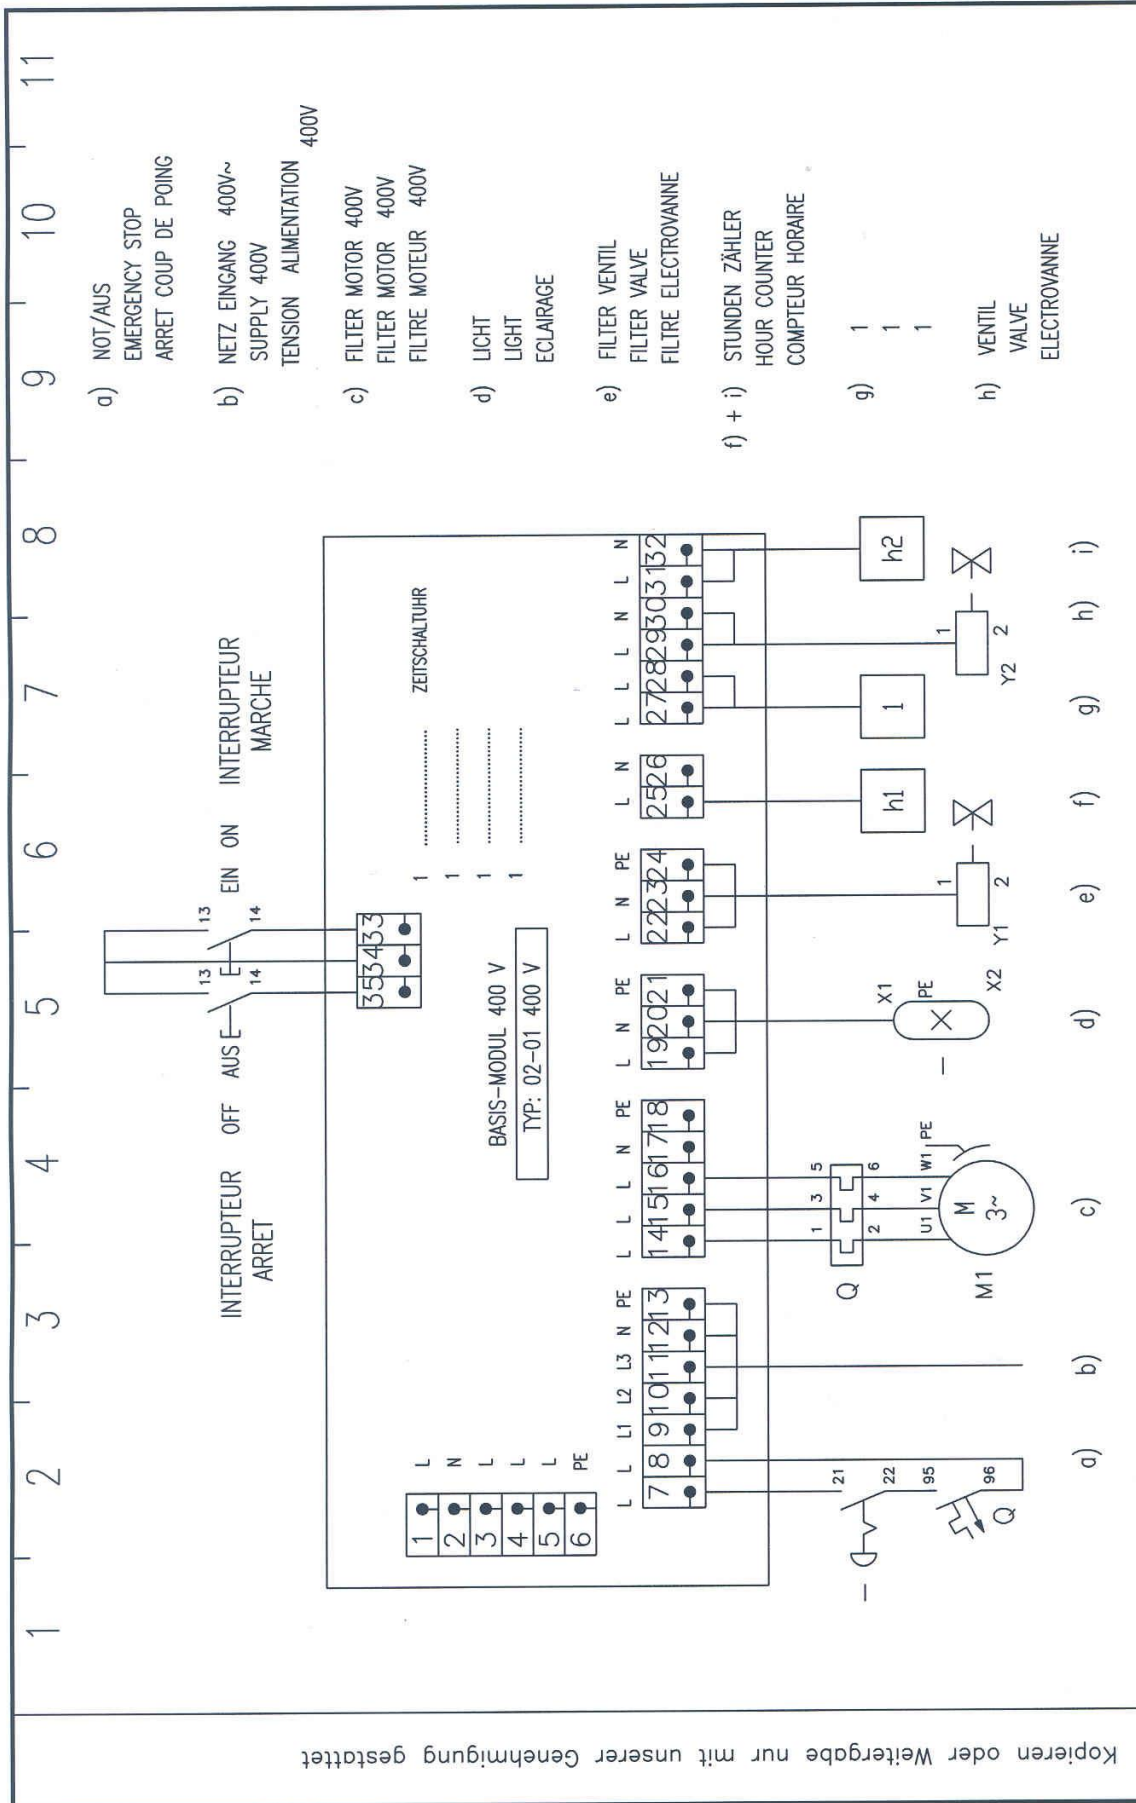 1 2 3 4 5 6 7 8 9 10 11
INTERRUPTEUR OFF AUS EIN ON INTERRUPTEUR
ARRET MARCHE
13 13
14 14
35 34 33
1 L
2 N
3 L
4 L
5 L
6 PE
BASIS-MODUL 400 V
TYP: 02-01 400 V
1 .................... ZEITSCHALTUHR
1 ....................
1 ....................
1 ....................
L L L1 L2 L3 N PE L L L N PE L N PE L N PE L N L L L N L N
7 8 9 10 11 12 13 14 15 16 17 18 19 20 21 22 23 24 25 26 27 28 29 30 31 32
21
22
95
96
Q
Q
1 3 5
2 4 6
U1 V1 W1 PE
M
3~
M1
X1
PE
X2
1
2
Y1
h1
1
1
2
Y2
h2
a) b) c) d) e) f) g) h) i)
a) NOT/AUS
EMERGENCY STOP
ARRET COUP DE POING
b) NETZ EINGANG 400V~
SUPPLY 400V
TENSION ALIMENTATION 400V
c) FILTER MOTOR 400V
FILTER MOTOR 400V
FILTRE MOTEUR 400V
d) LICHT
LIGHT
ECLAIRAGE
e) FILTER VENTIL
FILTER VALVE
FILTRE ELECTROVANNE
f) + i) STUNDEN ZÄHLER
HOUR COUNTER
COMPTEUR HORAIRE
g) 1
1
1
h) VENTIL
VALVE
ELECTROVANNE
Kopieren oder Weitergabe nur mit unserer Genehmigung gestattet